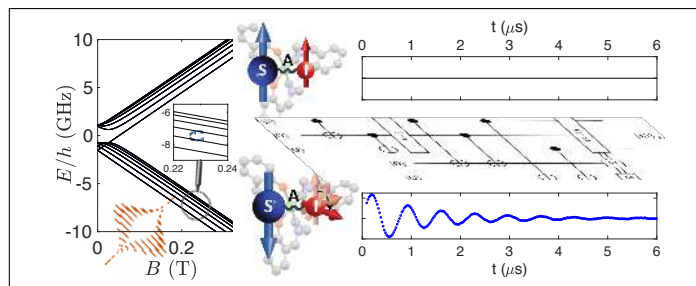 t (μs)
0 1 2 3 4 5 6
10
5
0
-5
-10
E/h (GHz)
-6
-8
0.22 0.24
0 0.2
B (T)
A
S I
A
S I
0 1 2 3 4 5 6
t (μs)